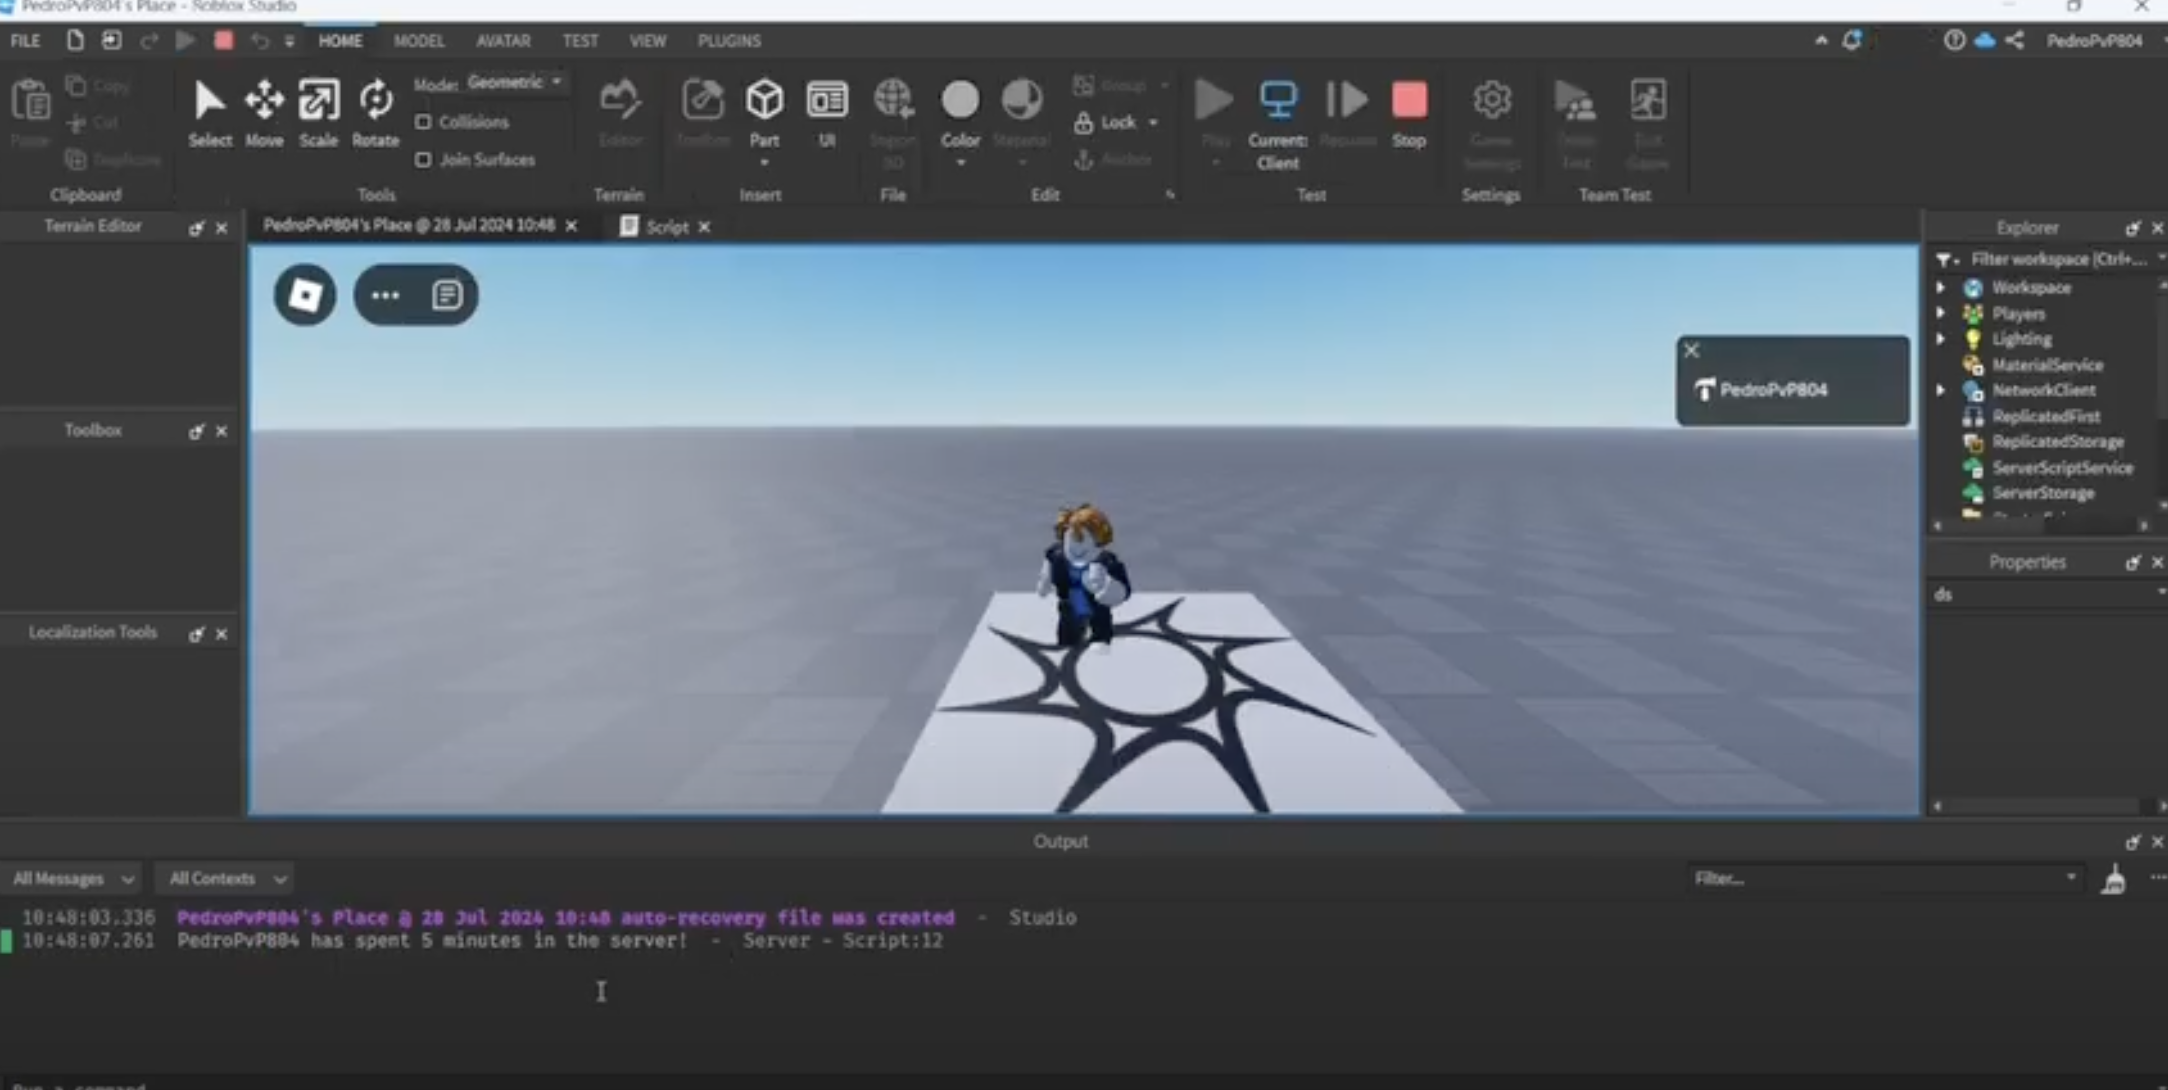 PedroPvP804's Place - Roblox Studio
FILE HOME MODEL AVATAR TEST VIEW PLUGINS PedroPvP804
Copy
Cut
Duplicate
Paste
Select Move Scale Rotate
Mode: Geometric
Collisions
Join Surfaces
Editor
Toolbox Part UI
Import
3D
Color Material
Group
Lock
Anchor
Play
Current:
Client
Resume Stop
Game
Settings
Exit
Game
Clipboard Tools Terrain Insert File Edit Test Settings Team Test
Terrain Editor
PedroPvP804's Place @ 28 Jul 2024 10:48
Script
Toolbox
Localization Tools
PedroPvP804
Explorer
Filter workspace (Ctrl+...
Workspace
Players
Lighting
MaterialService
NetworkClient
ReplicatedFirst
ReplicatedStorage
ServerScriptService
ServerStorage
Properties
ds
Output
All Messages All Contexts Filter...
10:48:03.336 PedroPvP804's Place @ 28 Jul 2024 10:48 auto-recovery file was created - Studio
10:48:07.261 PedroPvP804 has spent 5 minutes in the server! - Server - Script:12